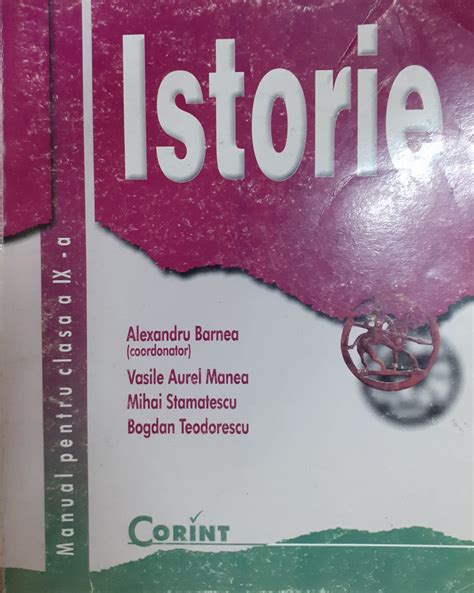 Istorie
Manual pentru clasa a IX - a
Alexandru Barnea
(coordonator)
Vasile Aurel Manea
Mihai Stamatescu
Bogdan Teodorescu
CORINT